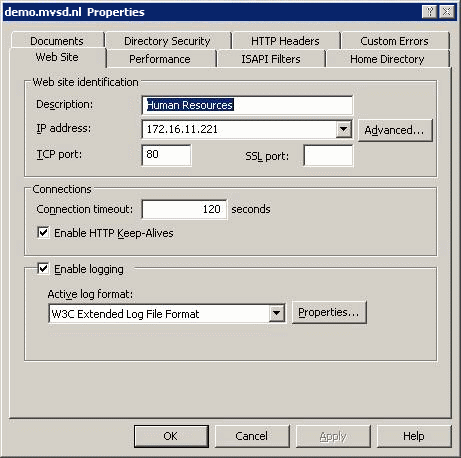 demo.mvsd.nl Properties
Documents Directory Security HTTP Headers Custom Errors
Web Site Performance ISAPI Filters Home Directory
Web site identification
Description: Human Resources
IP address: 172.16.11.221 Advanced...
TCP port: 80 SSL port:
Connections
Connection timeout: 120 seconds
Enable HTTP Keep-Alives
Enable logging
Active log format:
W3C Extended Log File Format Properties...
OK Cancel Apply Help